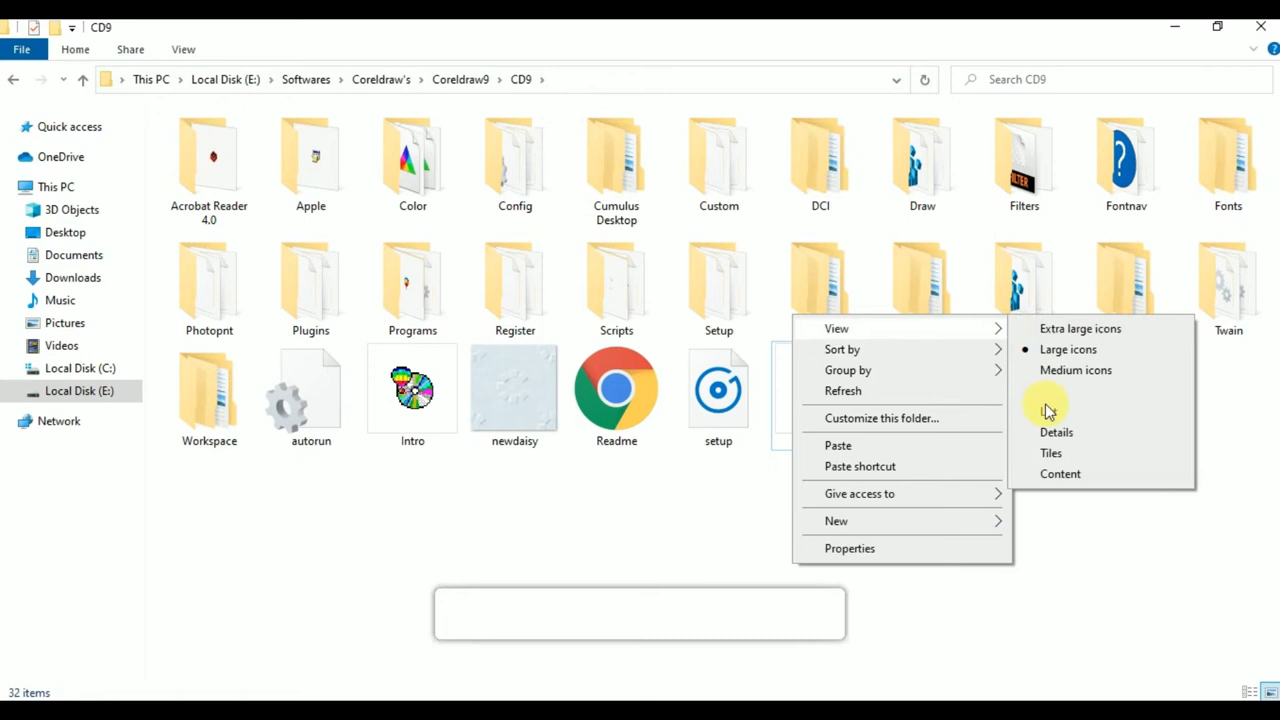 CD9
File Home Share View
This PC Local Disk (E:) Softwares Coreldraw's Coreldraw9 CD9
Search CD9
Quick access
OneDrive
This PC
3D Objects
Desktop
Documents
Downloads
Music
Pictures
Videos
Local Disk (C:)
Local Disk (E:)
Network
Acrobat Reader 4.0
Apple
Color
Config
Cumulus Desktop
Custom
DCI
Draw
Filters
FILTER
Fontnav
Fonts
Photopnt
Plugins
Programs
Register
Scripts
Setup
Twain
Workspace
autorun
Intro
newdaisy
Readme
setup
View
Sort by
Group by
Refresh
Customize this folder...
Paste
Paste shortcut
Give access to
New
Properties
Extra large icons
Large icons
Medium icons
Details
Tiles
Content
32 items